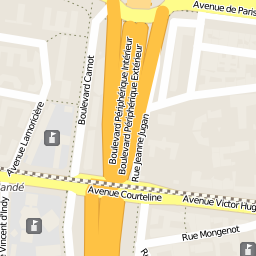 Avenue de Paris
Boulevard Carnot
Boulevard Périphérique Intérieur
Boulevard Périphérique Extérieur
Rue Jeanne Jugan
Avenue Lamoricière
Avenue Courteline
Avenue Victor Hug
Rue Mongenot
andé
e Vincent d'Indy